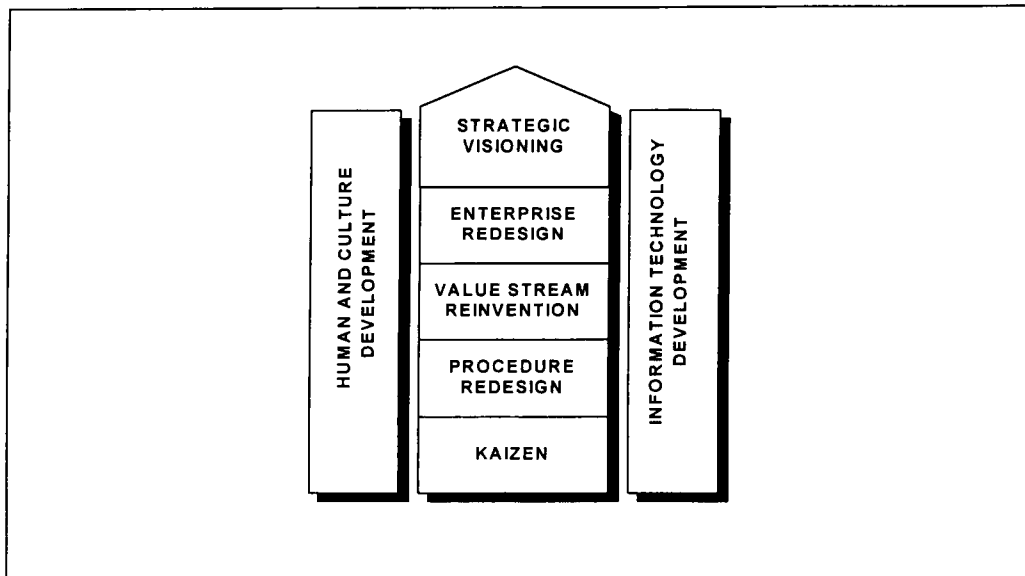 HUMAN AND CULTURE
DEVELOPMENT
STRATEGIC
VISIONING
ENTERPRISE
REDESIGN
VALUE STREAM
REINVENTION
PROCEDURE
REDESIGN
KAIZEN
INFORMATION TECHNOLOGY
DEVELOPMENT